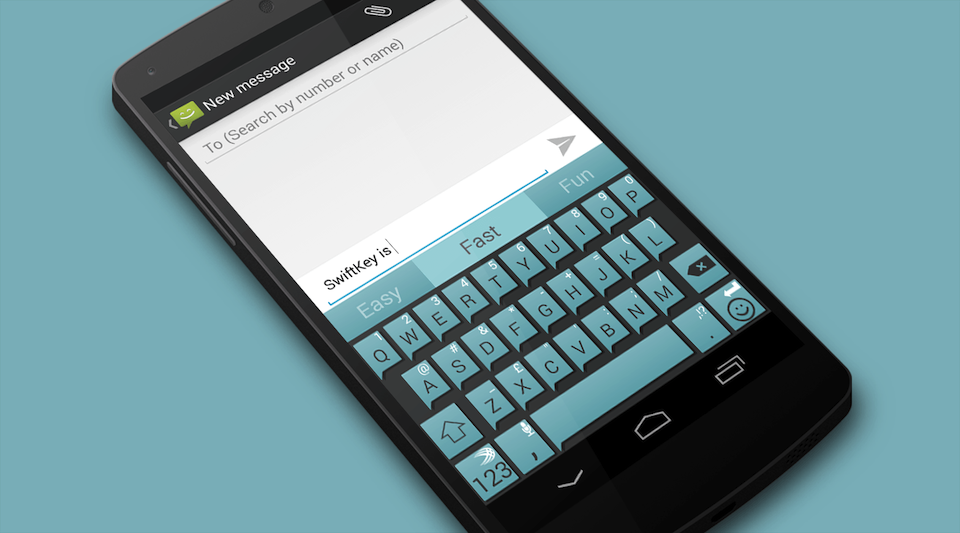 New message
To (Search by number or name)
SwiftKey is
Easy Fast Fun
1 2 3 4 5 6 7 8 9 0
Q W E R T Y U I O P
@ # & * - + = ( )
A S D F G H J K L
_ £ : ;
Z X C V B N M
,!?
123 , .